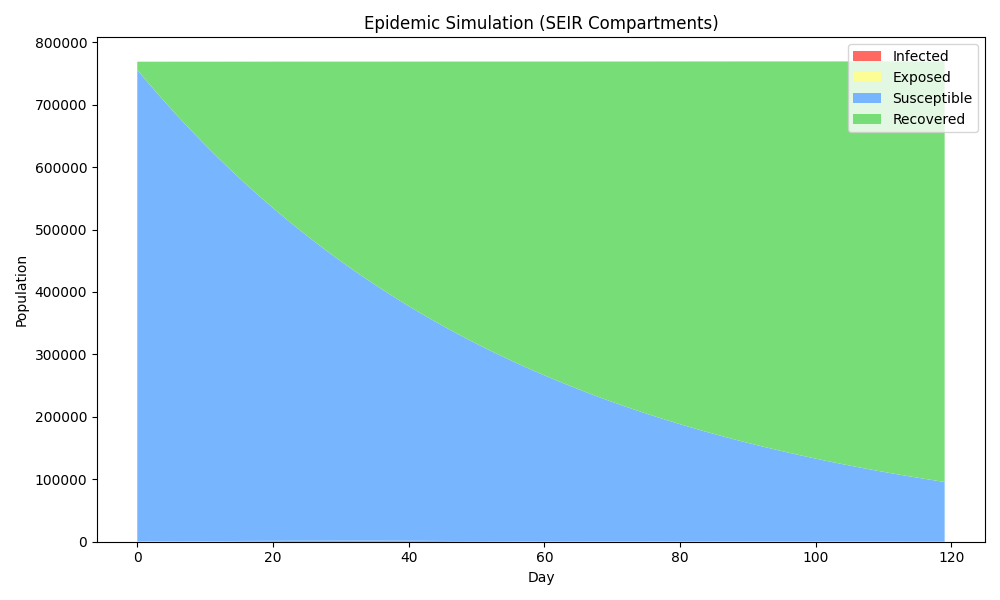 Epidemic Simulation (SEIR Compartments)
Infected
Exposed
Susceptible
Recovered
Population
800000
700000
600000
500000
400000
300000
200000
100000
0
0 20 40 60 80 100 120
Day